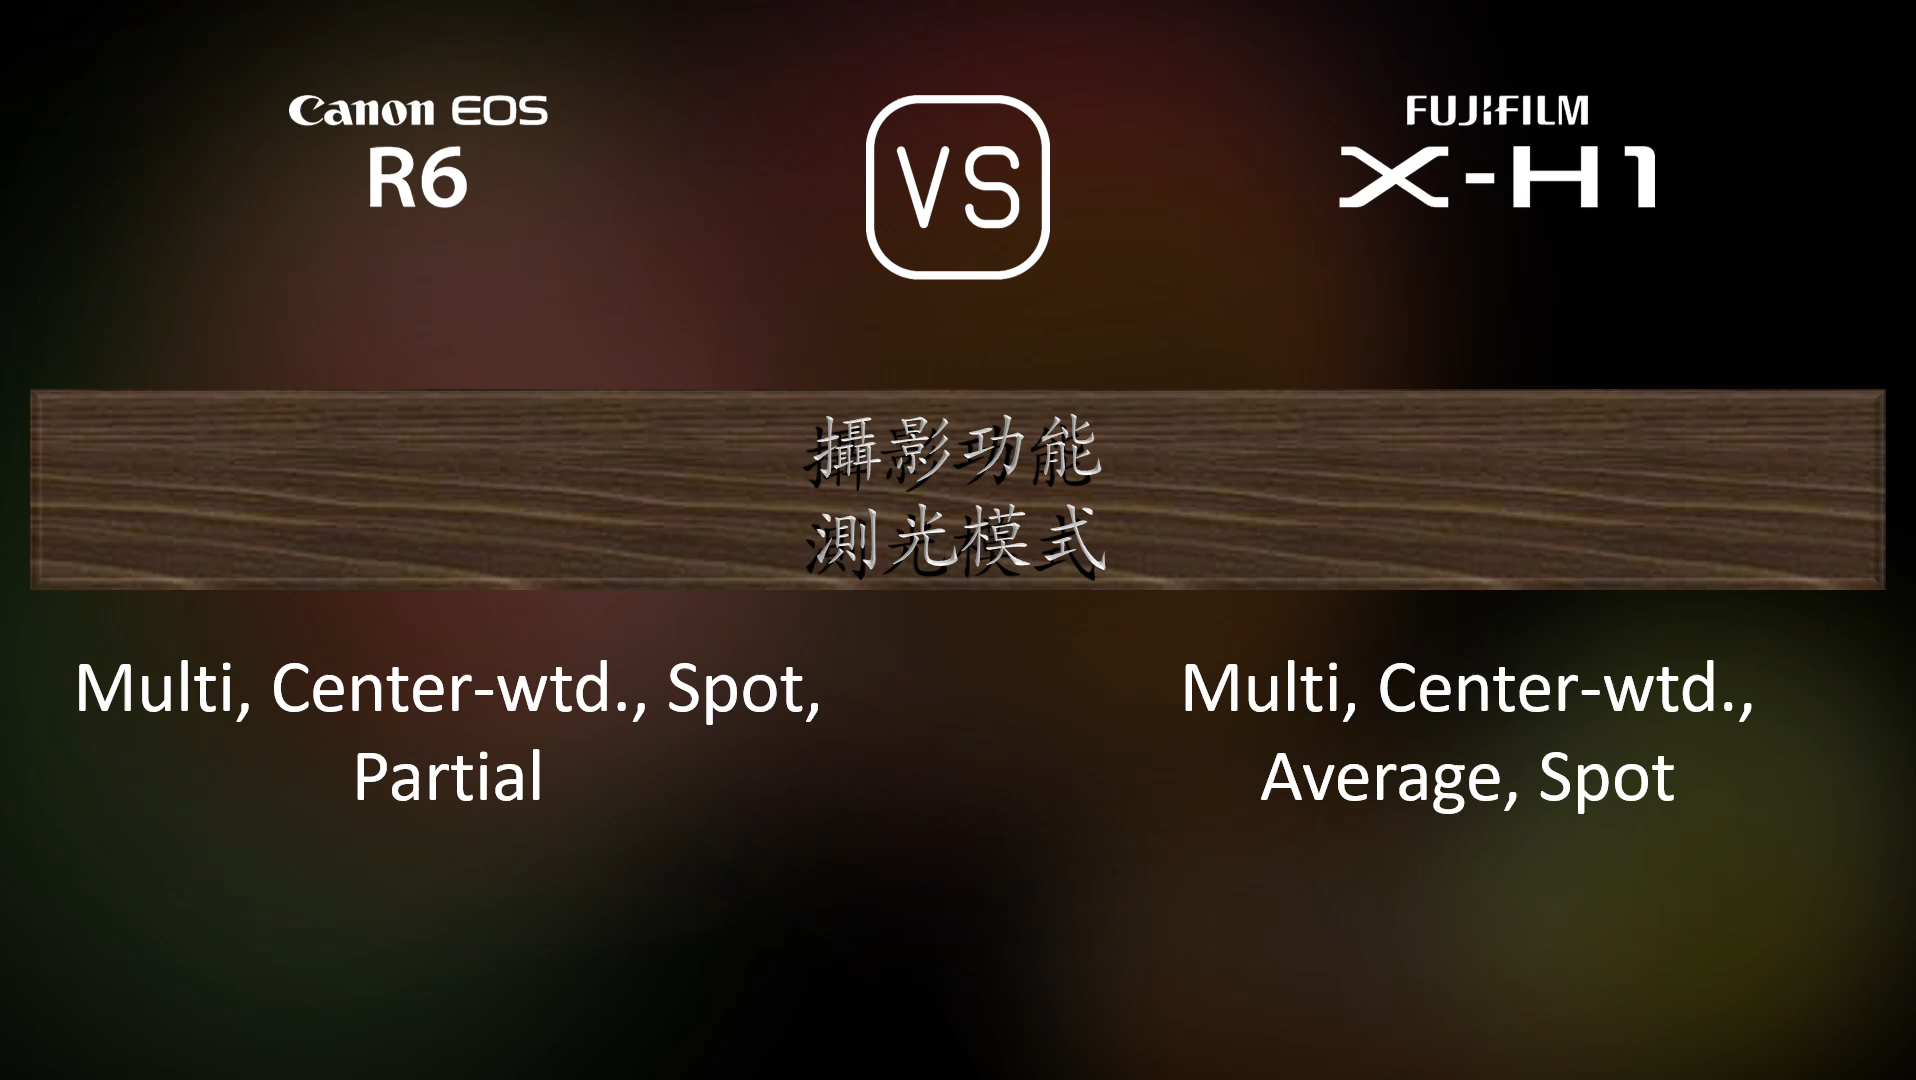 Canon EOS
R6
VS
FUJIFILM
X-H1
攝影功能
測光模式
Multi, Center-wtd., Spot,
Partial
Multi, Center-wtd.,
Average, Spot